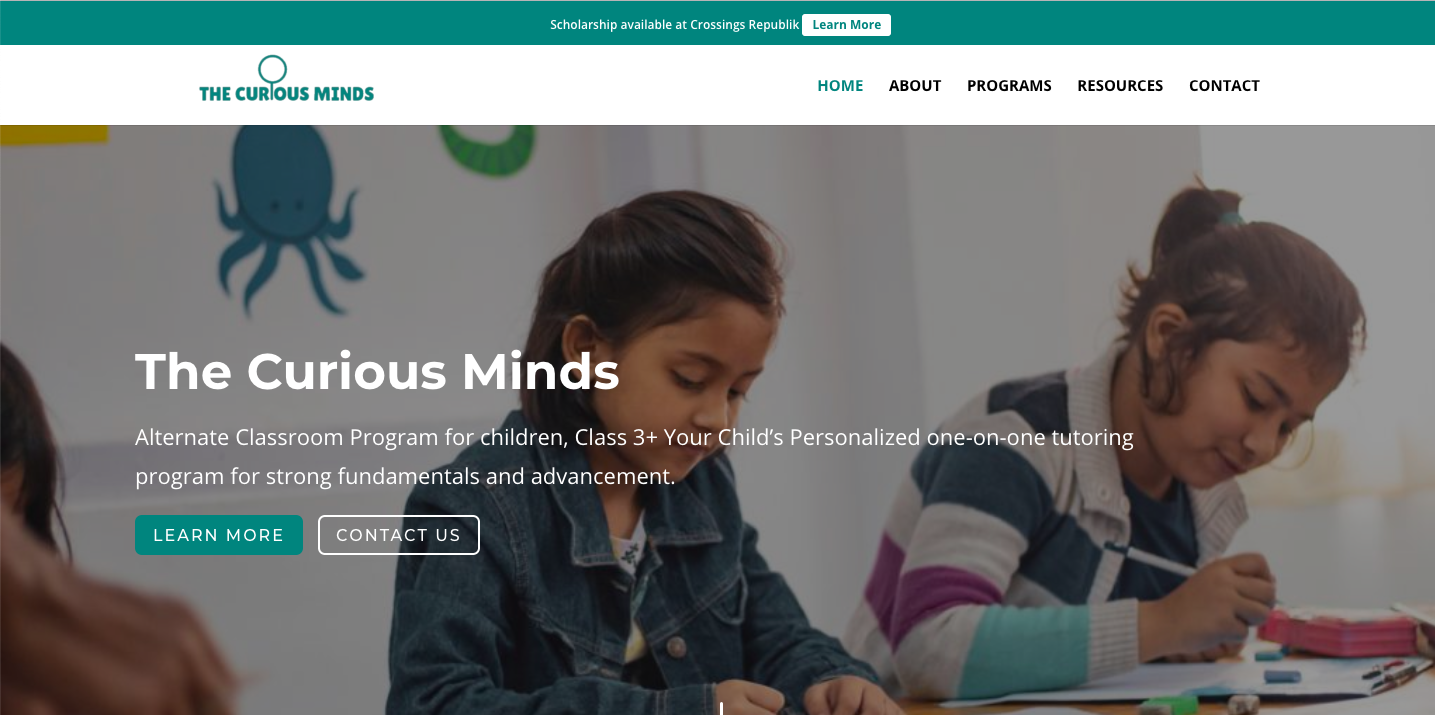 Scholarship available at Crossings Republik Learn More
THE CURIOUS MINDS
HOME ABOUT PROGRAMS RESOURCES CONTACT
The Curious Minds
Alternate Classroom Program for children, Class 3+ Your Child’s Personalized one-on-one tutoring
program for strong fundamentals and advancement.
LEARN MORE CONTACT US